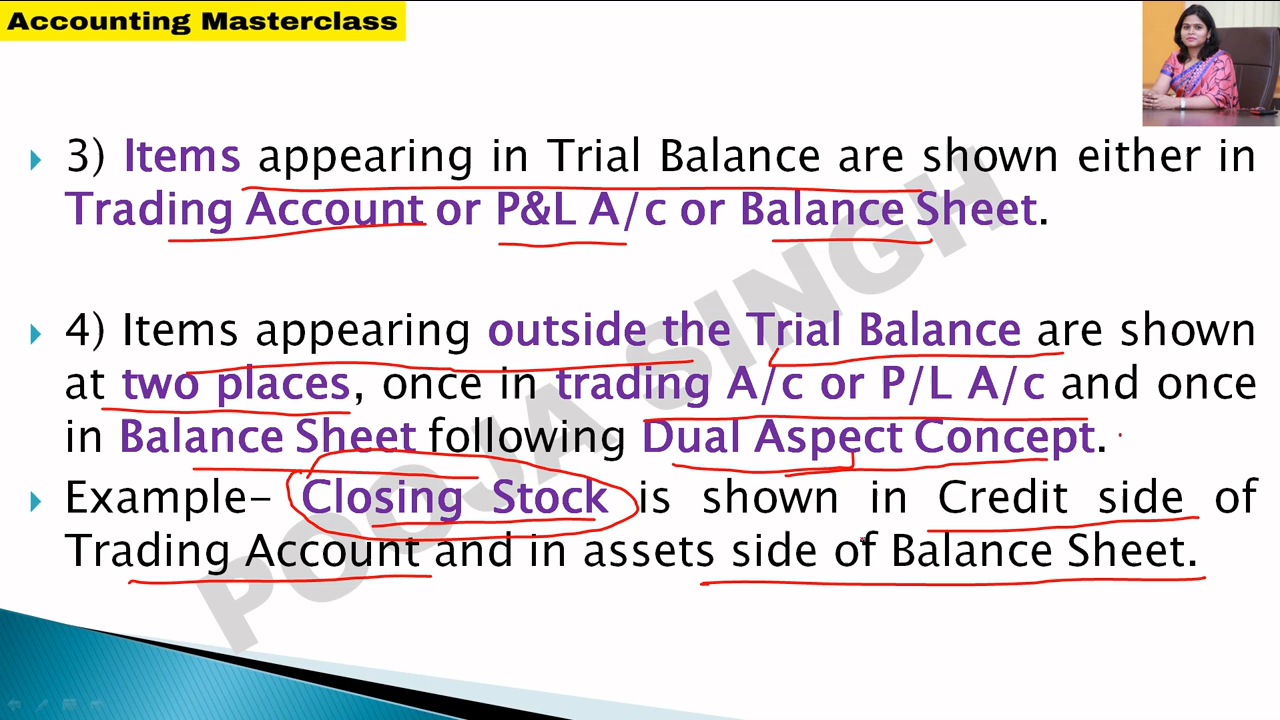 Accounting Masterclass
3) Items appearing in Trial Balance are shown either in
Trading Account or P&L A/c or Balance Sheet.
4) Items appearing outside the Trial Balance are shown
at two places, once in trading A/c or P/L A/c and once
in Balance Sheet following Dual Aspect Concept.
Example- Closing Stock is shown in Credit side of
Trading Account and in assets side of Balance Sheet.
POOJA SINGH